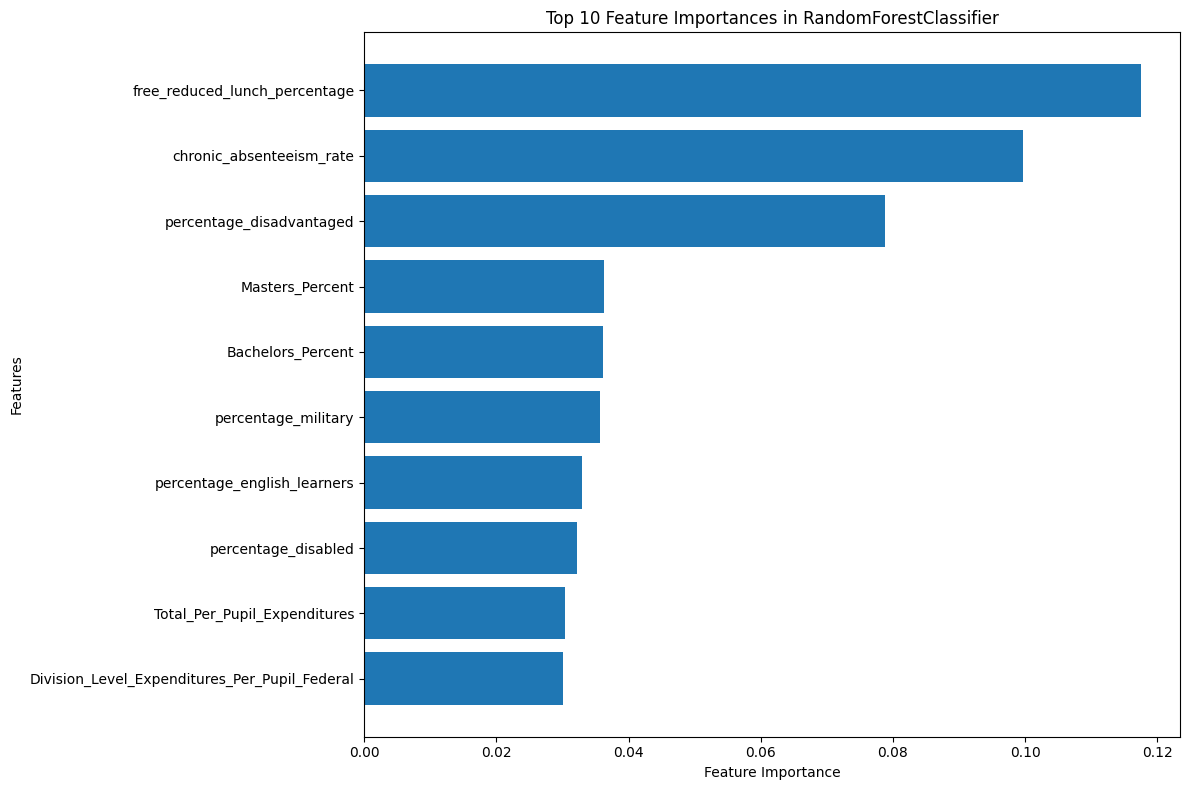 Top 10 Feature Importances in RandomForestClassifier
Features
free_reduced_lunch_percentage
chronic_absenteeism_rate
percentage_disadvantaged
Masters_Percent
Bachelors_Percent
percentage_military
percentage_english_learners
percentage_disabled
Total_Per_Pupil_Expenditures
Division_Level_Expenditures_Per_Pupil_Federal
0.00 0.02 0.04 0.06 0.08 0.10 0.12
Feature Importance